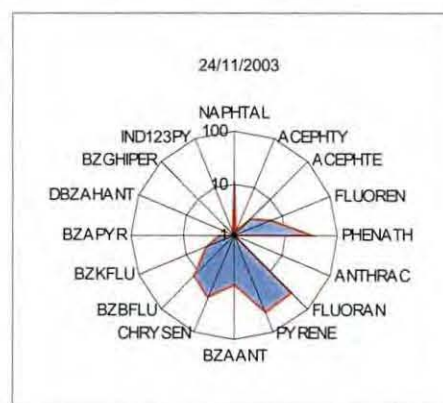 24/11/2003
NAPHTAL
IND123PY ACEPHTY
100
BZGHIPER ACEPHTE
10
DBZAHANT FLUOREN
BZAPYR 1 PHENATH
BZKFLU ANTHRAC
BZBFLU FLUORAN
CHRYSEN PYRENE
BZAANT